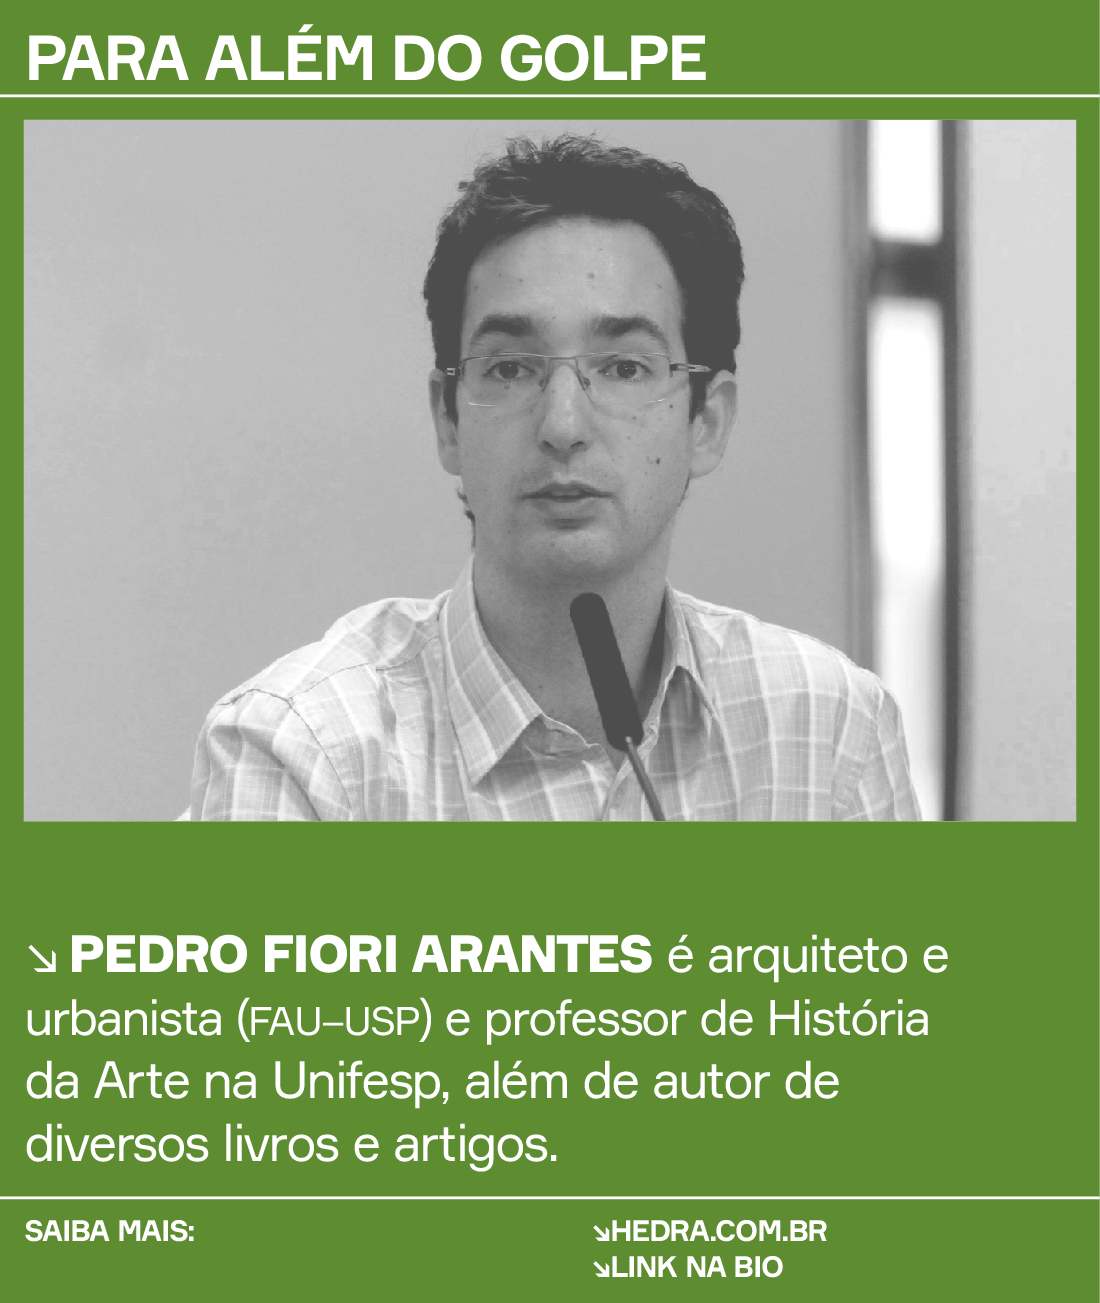 PARA ALÉM DO GOLPE
↘ PEDRO FIORI ARANTES é arquiteto e
urbanista (FAU–USP) e professor de História
da Arte na Unifesp, além de autor de
diversos livros e artigos.
SAIBA MAIS:
↘HEDRA.COM.BR
↘LINK NA BIO